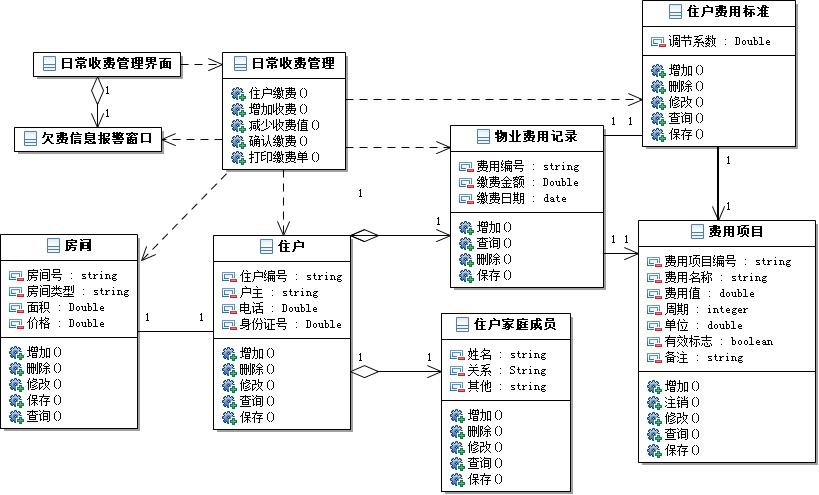 日常收费管理界面
欠费信息报警窗口
日常收费管理
住户缴费()
增加收费()
减少收费值()
确认缴费()
打印缴费单()
住户费用标准
调节系数 : Double
增加()
删除()
修改()
查询()
保存()
物业费用记录
费用编号 : string
缴费金额 : Double
缴费日期 : date
增加()
查询()
删除()
保存()
费用项目
费用项目编号 : string
费用名称 : string
费用值 : double
周期 : integer
单位 : double
有效标志 : boolean
备注 : string
增加()
注销()
修改()
查询()
保存()
房间
房间号 : string
房间类型 : string
面积 : Double
价格 : Double
增加()
删除()
修改()
保存()
查询()
住户
住户编号 : string
户主 : string
电话 : Double
身份证号 : Double
增加()
删除()
修改()
查询()
保存()
住户家庭成员
姓名 : string
关系 : String
其他 : string
增加()
删除()
修改()
查询()
保存()
1
1
1
1
1
1
1
1
1
1
1
1
1
1